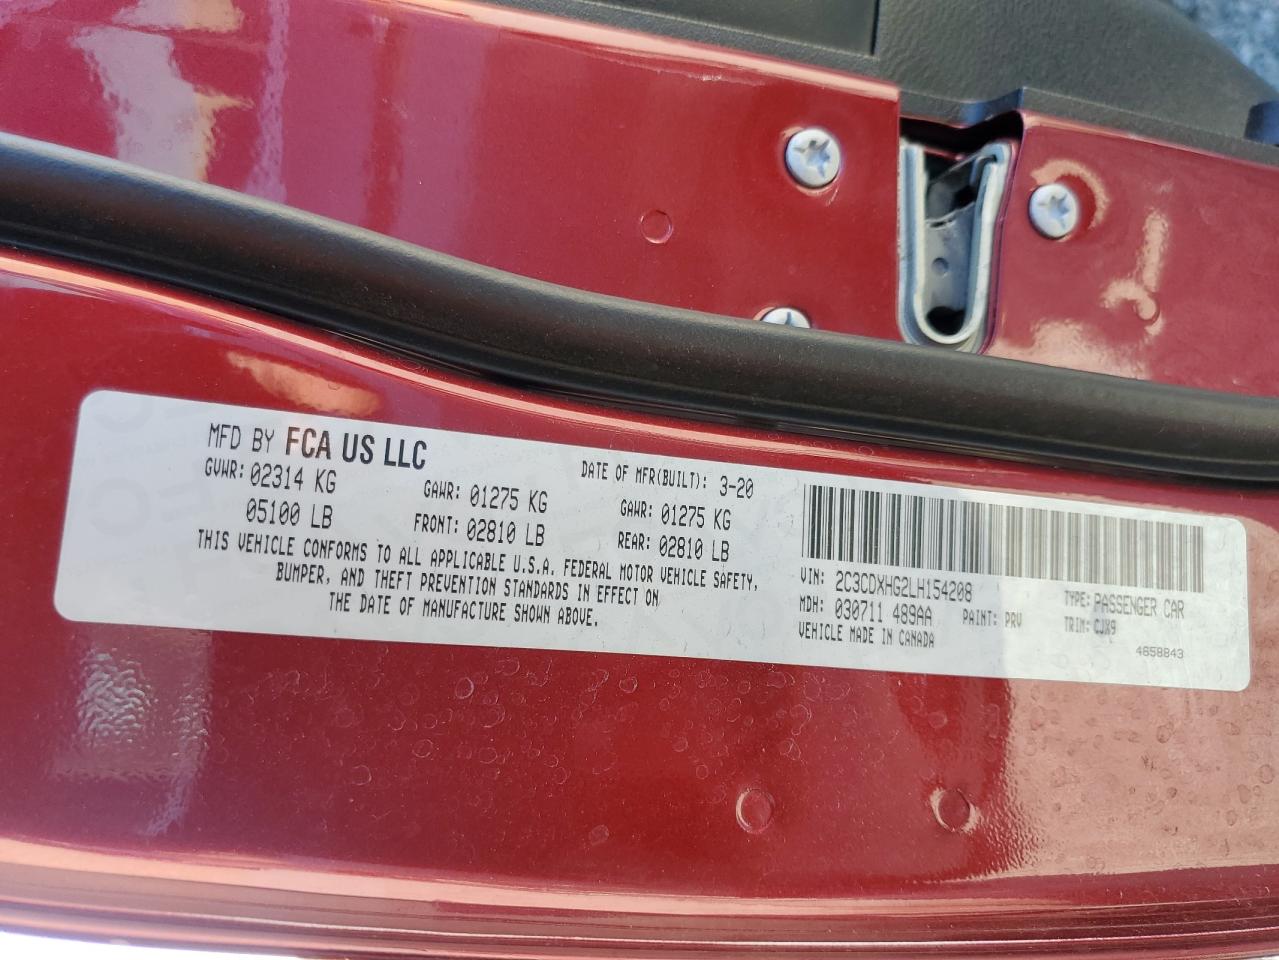 MFD BY FCA US LLC
DATE OF MFR(BUILT): 3-20
GVWR: 02314 KG
GAWR: 01275 KG
GAWR: 01275 KG
05100 LB
FRONT: 02810 LB
REAR: 02810 LB
THIS VEHICLE CONFORMS TO ALL APPLICABLE U.S.A. FEDERAL MOTOR VEHICLE SAFETY,
BUMPER, AND THEFT PREVENTION STANDARDS IN EFFECT ON
THE DATE OF MANUFACTURE SHOWN ABOVE.
VIN: 2C3CDXHG2LH154208
TYPE: PASSENGER CAR
MDH: 030711 489AA
PAINT: PRV
TRIM: CJX9
VEHICLE MADE IN CANADA
4658843